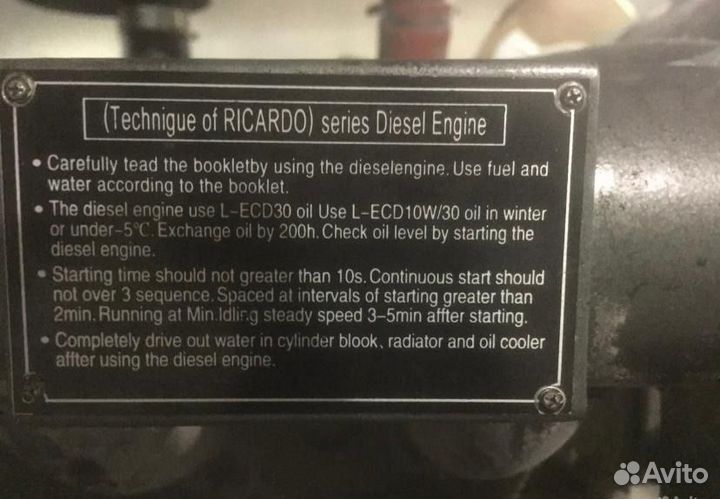 (Technigue of RICARDO) series Diesel Engine
• Carefully tead the bookletby using the dieselengine. Use fuel and
water according to the booklet.
• The diesel engine use L-ECD30 oil Use L-ECD10W/30 oil in winter
or under-5℃. Exchange oil by 200h. Check oil level by starting the
diesel engine.
• Starting time should not greater than 10s. Continuous start should
not over 3 sequence. Spaced at intervals of starting greater than
2min. Running at Min.Idling steady speed 3-5min affter starting.
• Completely drive out water in cylinder blook, radiator and oil cooler
affter using the diesel engine.
Avito